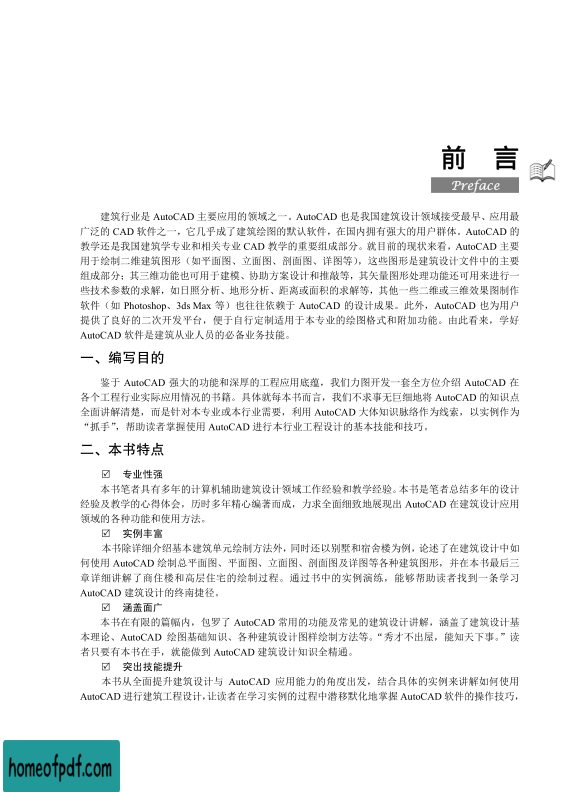 前 言
Preface
建筑行业是 AutoCAD 主要应用的领域之一。AutoCAD 也是我国建筑设计领域接受最早、应用最
广泛的 CAD 软件之一，它几乎成了建筑绘图的默认软件，在国内拥有强大的用户群体。AutoCAD 的
教学还是我国建筑学专业和相关专业 CAD 教学的重要组成部分。就目前的现状来看，AutoCAD 主要
用于绘制二维建筑图形（如平面图、立面图、剖面图、详图等），这些图形是建筑设计文件中的主要
组成部分；其三维功能也可用于建模、协助方案设计和推敲等，其矢量图形处理功能还可用来进行一
些技术参数的求解，如日照分析、地形分析、距离或面积的求解等，其他一些二维或三维效果图制作
软件（如 Photoshop、3ds Max 等）也往往依赖于 AutoCAD 的设计成果。此外，AutoCAD 也为用户
提供了良好的二次开发平台，便于自行定制适用于本专业的绘图格式和附加功能。由此看来，学好
AutoCAD 软件是建筑从业人员的必备业务技能。
一、编写目的
鉴于 AutoCAD 强大的功能和深厚的工程应用底蕴，我们力图开发一套全方位介绍 AutoCAD 在
各个工程行业实际应用情况的书籍。具体就每本书而言，我们不求事无巨细地将 AutoCAD 的知识点
全面讲解清楚，而是针对本专业或本行业需要，利用 AutoCAD 大体知识脉络作为线索，以实例作为
“抓手”，帮助读者掌握使用 AutoCAD 进行本行业工程设计的基本技能和技巧。
二、本书特点
☑ 专业性强
本书笔者具有多年的计算机辅助建筑设计领域工作经验和教学经验。本书是笔者总结多年的设计
经验及教学的心得体会，历时多年精心编著而成，力求全面细致地展现出 AutoCAD 在建筑设计应用
领域的各种功能和使用方法。
☑ 实例丰富
本书除详细介绍基本建筑单元绘制方法外，同时还以别墅和宿舍楼为例，论述了在建筑设计中如
何使用 AutoCAD 绘制总平面图、平面图、立面图、剖面图及详图等各种建筑图形，并在本书最后三
章详细讲解了商住楼和高层住宅的绘制过程。通过书中的实例演练，能够帮助读者找到一条学习
AutoCAD 建筑设计的终南捷径。
☑ 涵盖面广
本书在有限的篇幅内，包罗了 AutoCAD 常用的功能及常见的建筑设计讲解，涵盖了建筑设计基
本理论、AutoCAD 绘图基础知识、各种建筑设计图样绘制方法等。“秀才不出屋，能知天下事。”读
者只要有本书在手，就能做到 AutoCAD 建筑设计知识全精通。
☑ 突出技能提升
本书从全面提升建筑设计与 AutoCAD 应用能力的角度出发，结合具体的实例来讲解如何使用
AutoCAD 进行建筑工程设计，让读者在学习实例的过程中潜移默化地掌握 AutoCAD 软件的操作技巧，
homeofpdf.com